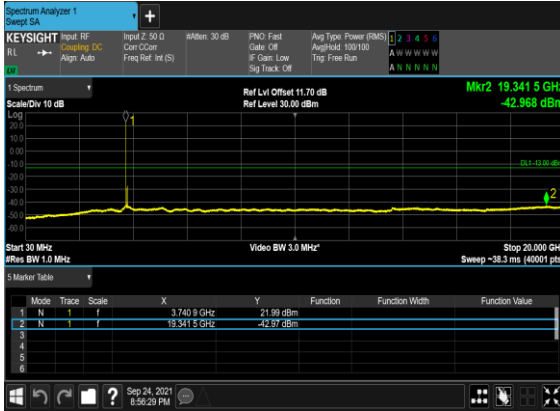 Spectrum Analyzer 1
Swept SA
+
KEYSIGHT Input: RF Input Z: 50 Ω #Atten: 30 dB PNO: Fast Avg Type: Power (RMS) 1 2 3 4 5 6
RL Coupling: DC Corr CCorr Gate: Off Avg|Hold: 100/100 A W W W W W
Align: Auto Freq Ref: Int (S) IF Gain: Low Trig: Free Run
Sig Track: Off A N N N N N
1 Spectrum Ref Lvl Offset 11.70 dB Mkr2 19.341 5 GHz
Scale/Div 10 dB Ref Level 30.00 dBm -42.968 dBm
Log
20.0
10.0
0.00
-10.0
-20.0
-30.0
-40.0
-50.0
-60.0
1
DL1 -13.00 dBm
2
Start 30 MHz Video BW 3.0 MHz* Stop 20.000 GH
#Res BW 1.0 MHz Sweep ~38.3 ms (40001 pts
5 Marker Table
Mode Trace Scale X Y Function Function Width Function Value
1 N 1 f 3.740 9 GHz 21.99 dBm
2 N 1 f 19.341 5 GHz -42.97 dBm
3
4
5
6
? Sep 24, 2021
8:56:29 PM